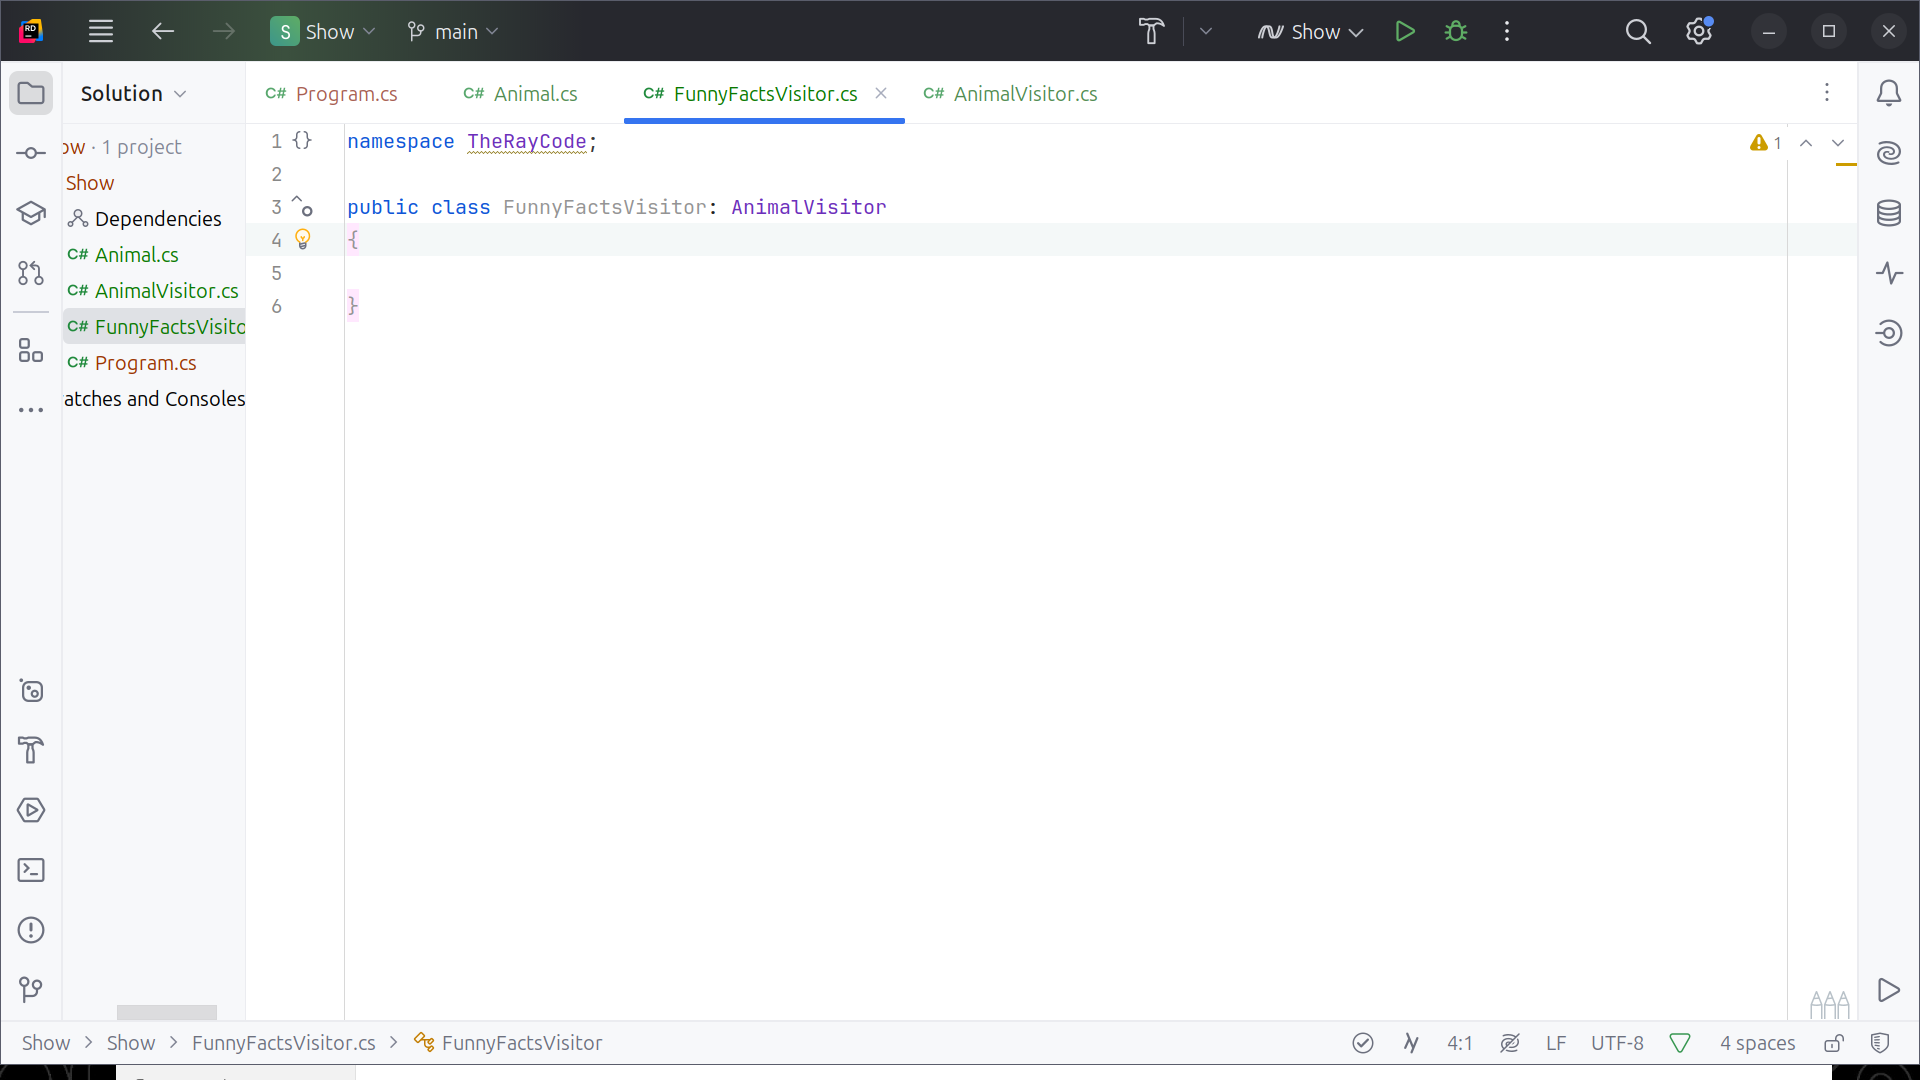 S Show main Show
Solution
C# Program.cs C# Animal.cs C# FunnyFactsVisitor.cs C# AnimalVisitor.cs
ow · 1 project
Show
Dependencies
C# Animal.cs
C# AnimalVisitor.cs
C# FunnyFactsVisito
C# Program.cs
atches and Consoles
1 {} namespace TheRayCode;
2
3 public class FunnyFactsVisitor: AnimalVisitor
4 {
5
6 }
1
Show > Show > FunnyFactsVisitor.cs > FunnyFactsVisitor 4:1 LF UTF-8 4 spaces